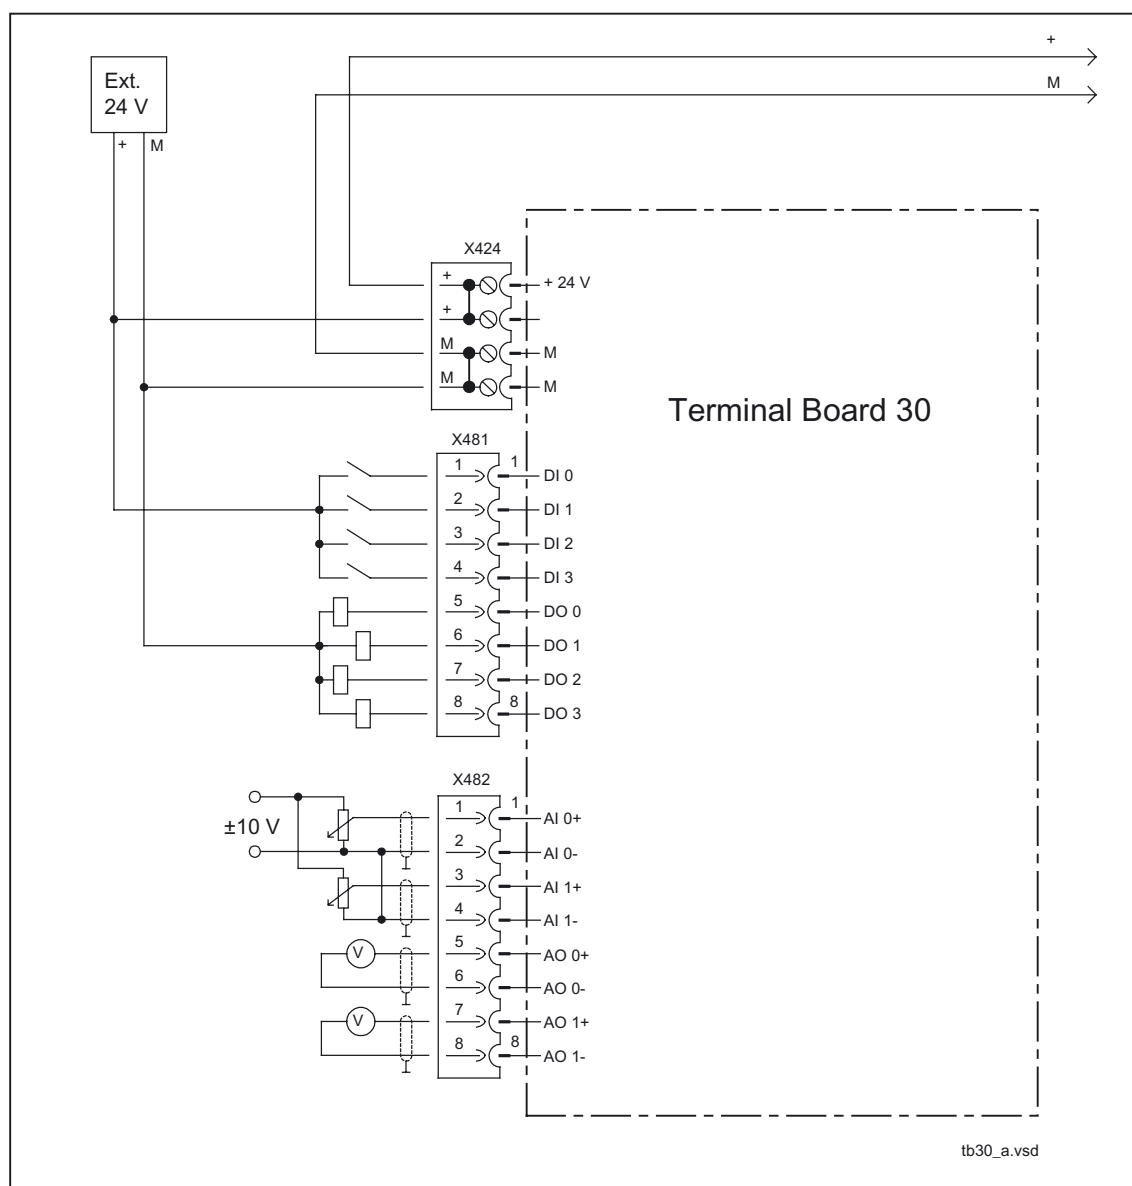 +
M
Ext.
24 V
+ M
X424
+ + 24 V
+
M M
M M
Terminal Board 30
X481
1 1 DI 0
2 DI 1
3 DI 2
4 DI 3
5 DO 0
6 DO 1
7 DO 2
8 8 DO 3
X482
1 1 AI 0+
±10 V
2 AI 0-
3 AI 1+
4 AI 1-
V 5 AO 0+
6 AO 0-
V 7 AO 1+
8 8 AO 1-
tb30_a.vsd